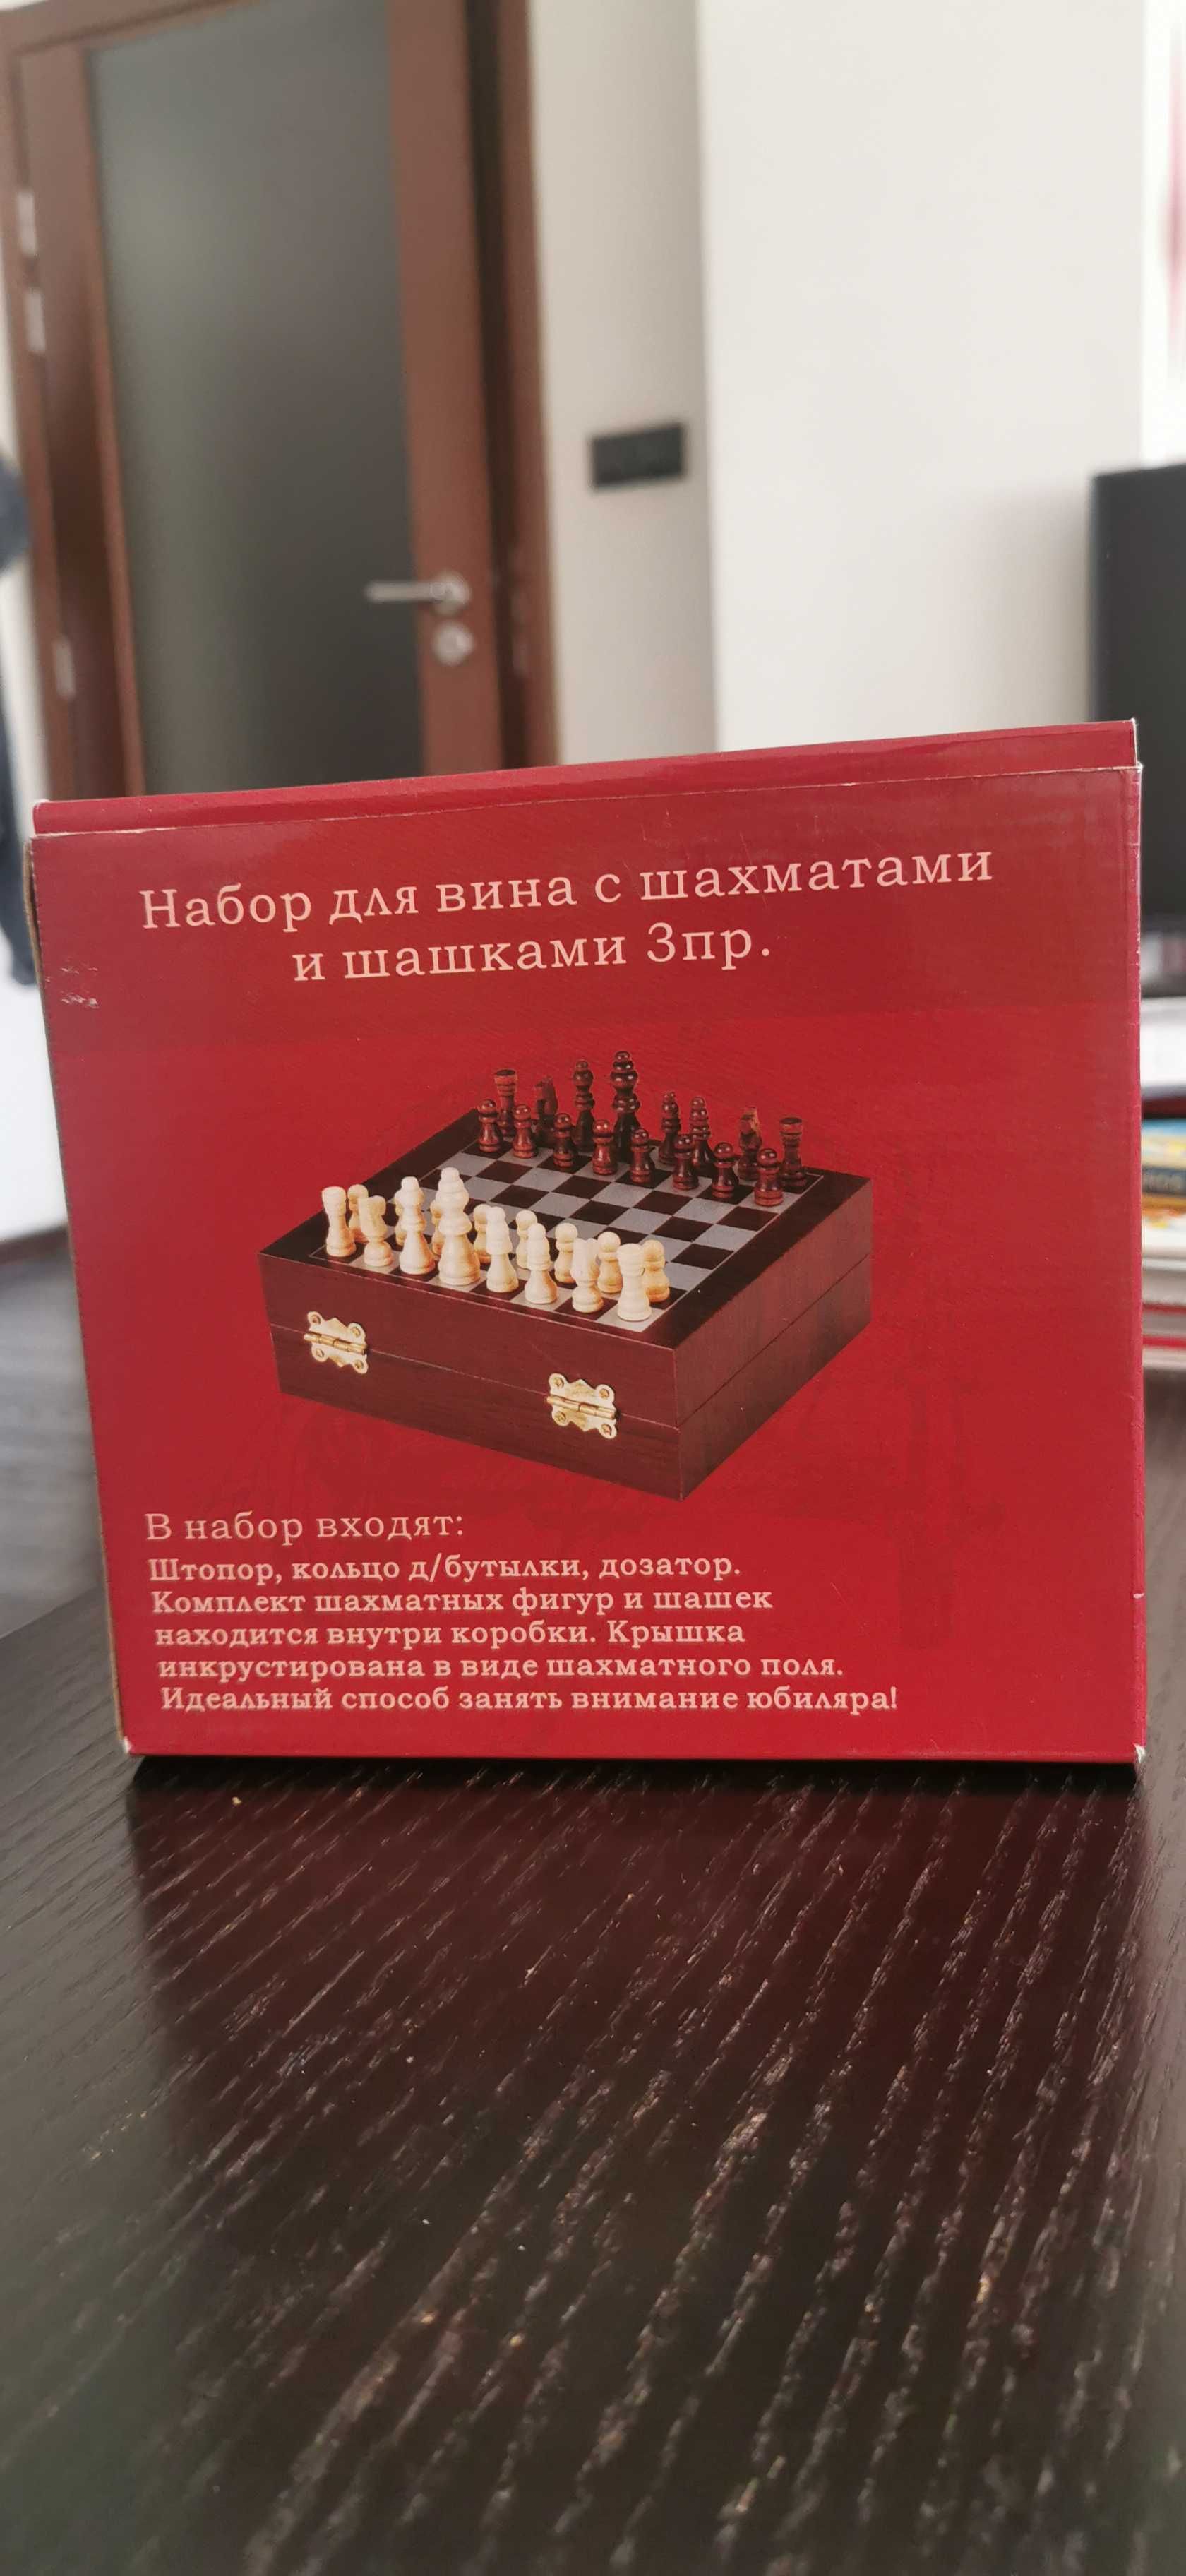 Набор для вина с шахматами
и шашками 3пр.
В набор входят:
Штопор, кольцо д/бутылки, дозатор.
Комплект шахматных фигур и шашек
находится внутри коробки. Крышка
инкрустирована в виде шахматного поля.
Идеальный способ занять внимание юбиляра!